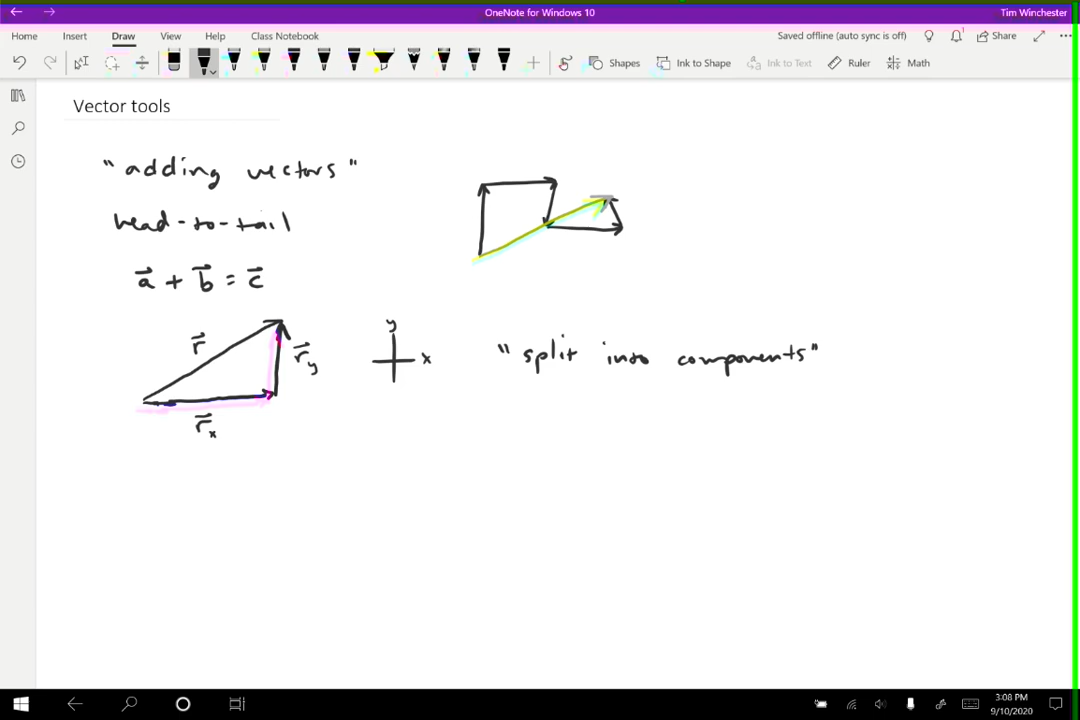 OneNote for Windows 10
Tim Winchester
Home Insert Draw View Help Class Notebook
Saved offline (auto sync is off)
Share
Shapes
Ink to Shape
Ink to Text
Ruler
Math
Vector tools
"adding vectors"
head-to-tail
a⃗ + b⃗ = c⃗
r⃗
r⃗y
r⃗x
y
x
"split into components"
3:08 PM
9/10/2020